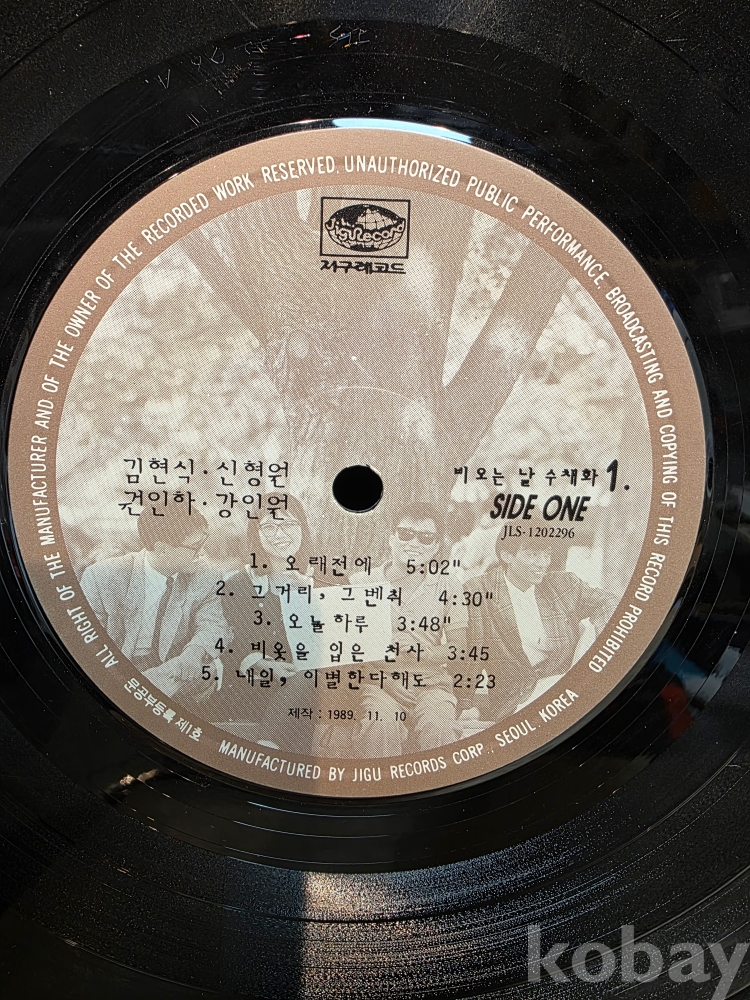 ALL RIGHT OF THE MANUFACTURER AND OF THE OWNER OF THE RECORDED WORK RESERVED. UNAUTHORIZED PUBLIC PERFORMANCE. BROADCASTING AND COPYING OF THIS RECORD PROHIBITED
JiguRecord
지구레코드
김현식·신형원
권인하·강인원
비오는 날 수채화 1.
SIDE ONE
JLS-1202296
1. 오래전에 5:02"
2. 그거리, 그벤취 4:30"
3. 오늘하루 3:48"
4. 비옷을 입은 천사 3:45
5. 내일, 이별한다해도 2:23
제작 : 1989. 11. 10
문공부등록 제1호 MANUFACTURED BY JIGU RECORDS CORP., SEOUL. KOREA
kobay